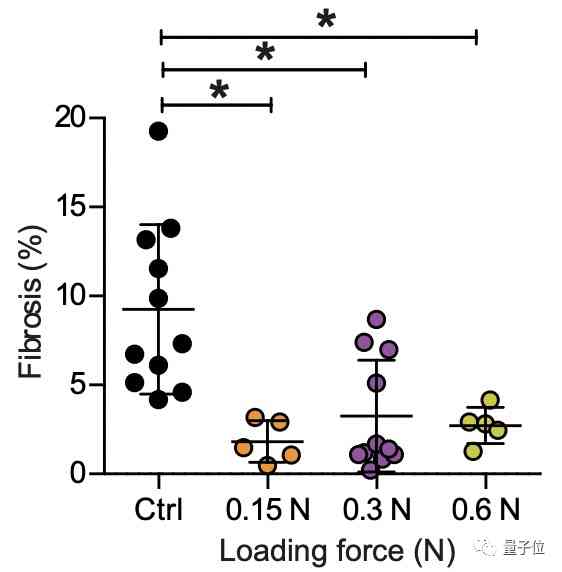 *
*
*
20
15
10
5
0
Fibrosis (%)
Ctrl 0.15 N 0.3 N 0.6 N
Loading force (N)
量子位